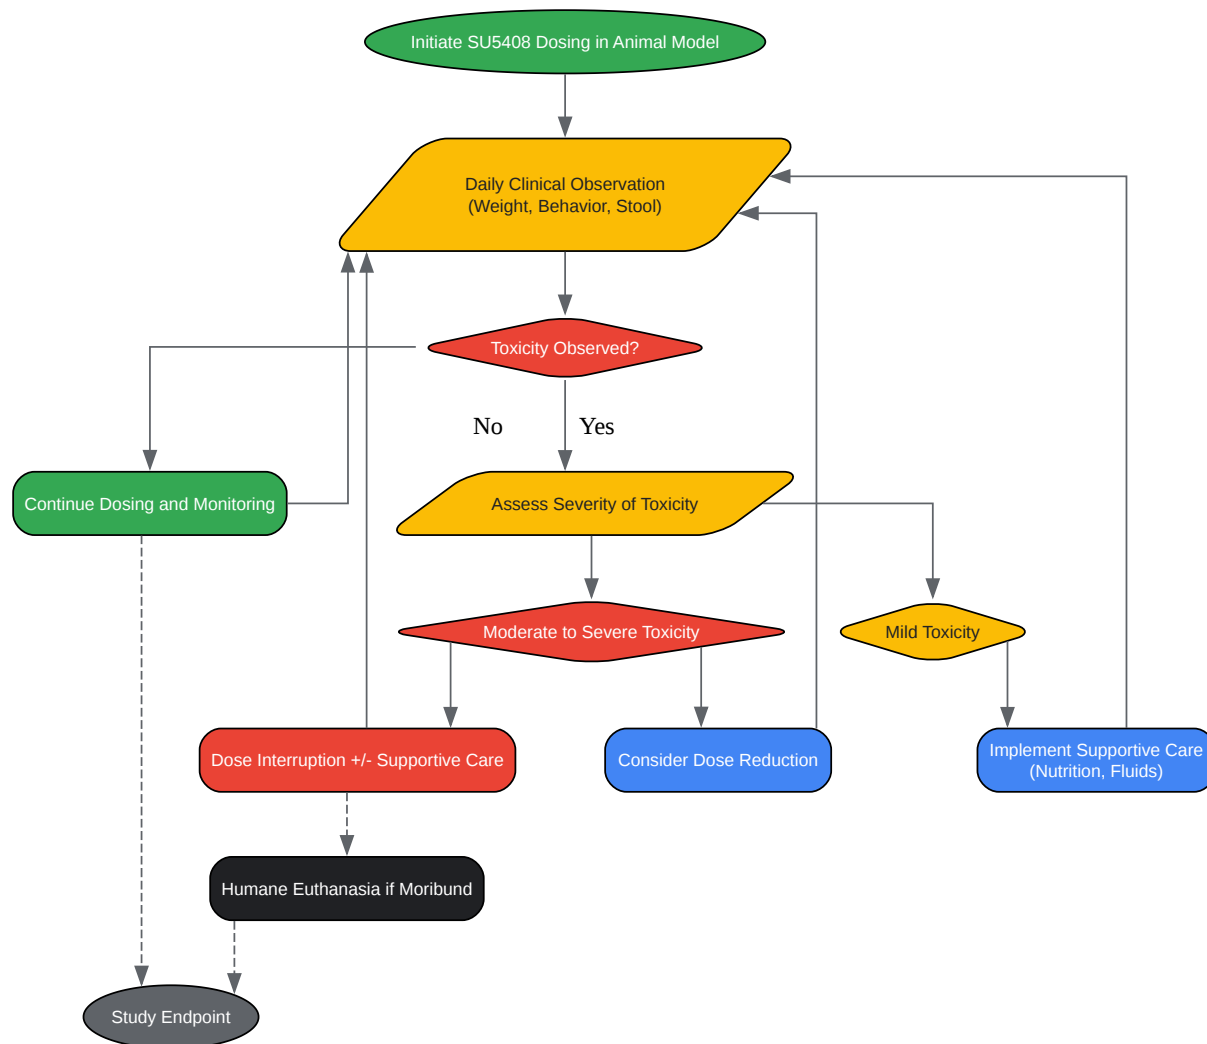 Initiate SU5408 Dosing in Animal Model
Daily Clinical Observation
(Weight, Behavior, Stool)
Toxicity Observed?
No
Yes
Continue Dosing and Monitoring
Assess Severity of Toxicity
Moderate to Severe Toxicity
Mild Toxicity
Dose Interruption +/- Supportive Care
Consider Dose Reduction
Implement Supportive Care
(Nutrition, Fluids)
Humane Euthanasia if Moribund
Study Endpoint